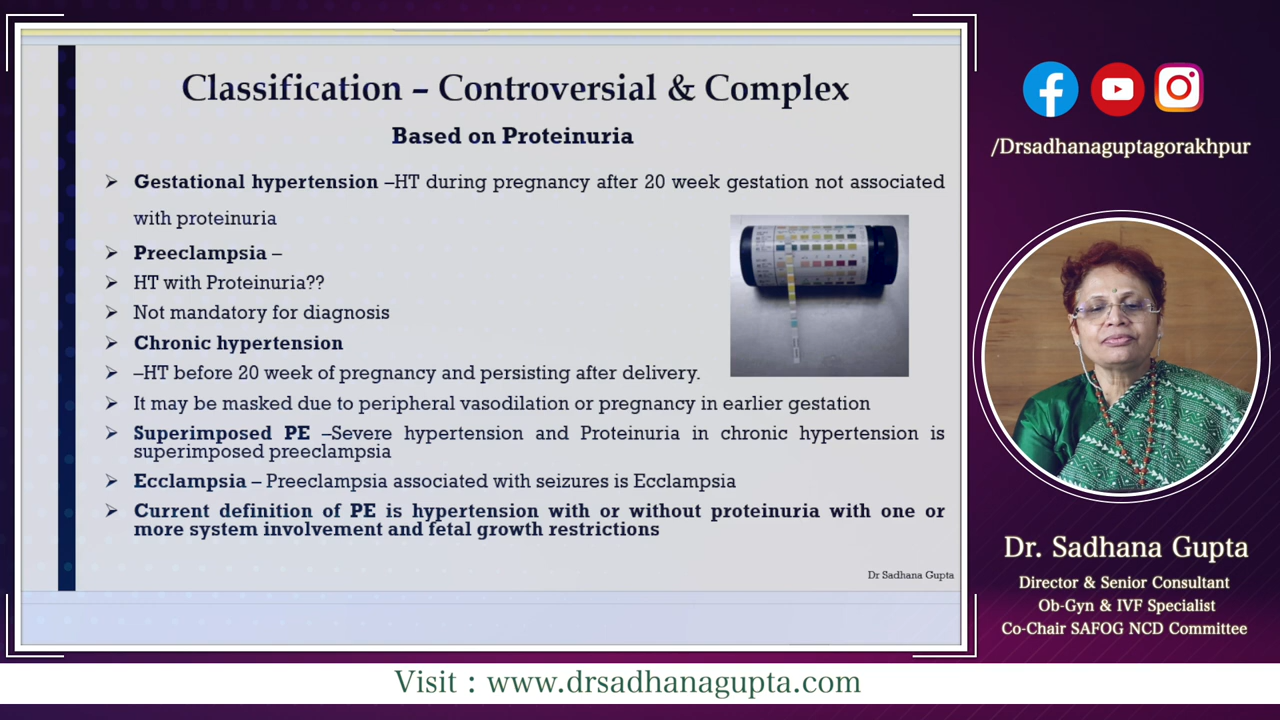 Classification – Controversial & Complex
Based on Proteinuria
➢ Gestational hypertension –HT during pregnancy after 20 week gestation not associated
with proteinuria
➢ Preeclampsia –
➢ HT with Proteinuria??
➢ Not mandatory for diagnosis
➢ Chronic hypertension
➢ –HT before 20 week of pregnancy and persisting after delivery.
➢ It may be masked due to peripheral vasodilation or pregnancy in earlier gestation
➢ Superimposed PE –Severe hypertension and Proteinuria in chronic hypertension is
superimposed preeclampsia
➢ Ecclampsia – Preeclampsia associated with seizures is Ecclampsia
➢ Current definition of PE is hypertension with or without proteinuria with one or
more system involvement and fetal growth restrictions
Dr Sadhana Gupta
/Drsadhanaguptagorakhpur
Dr. Sadhana Gupta
Director & Senior Consultant
Ob-Gyn & IVF Specialist
Co-Chair SAFOG NCD Committee
Visit : www.drsadhanagupta.com